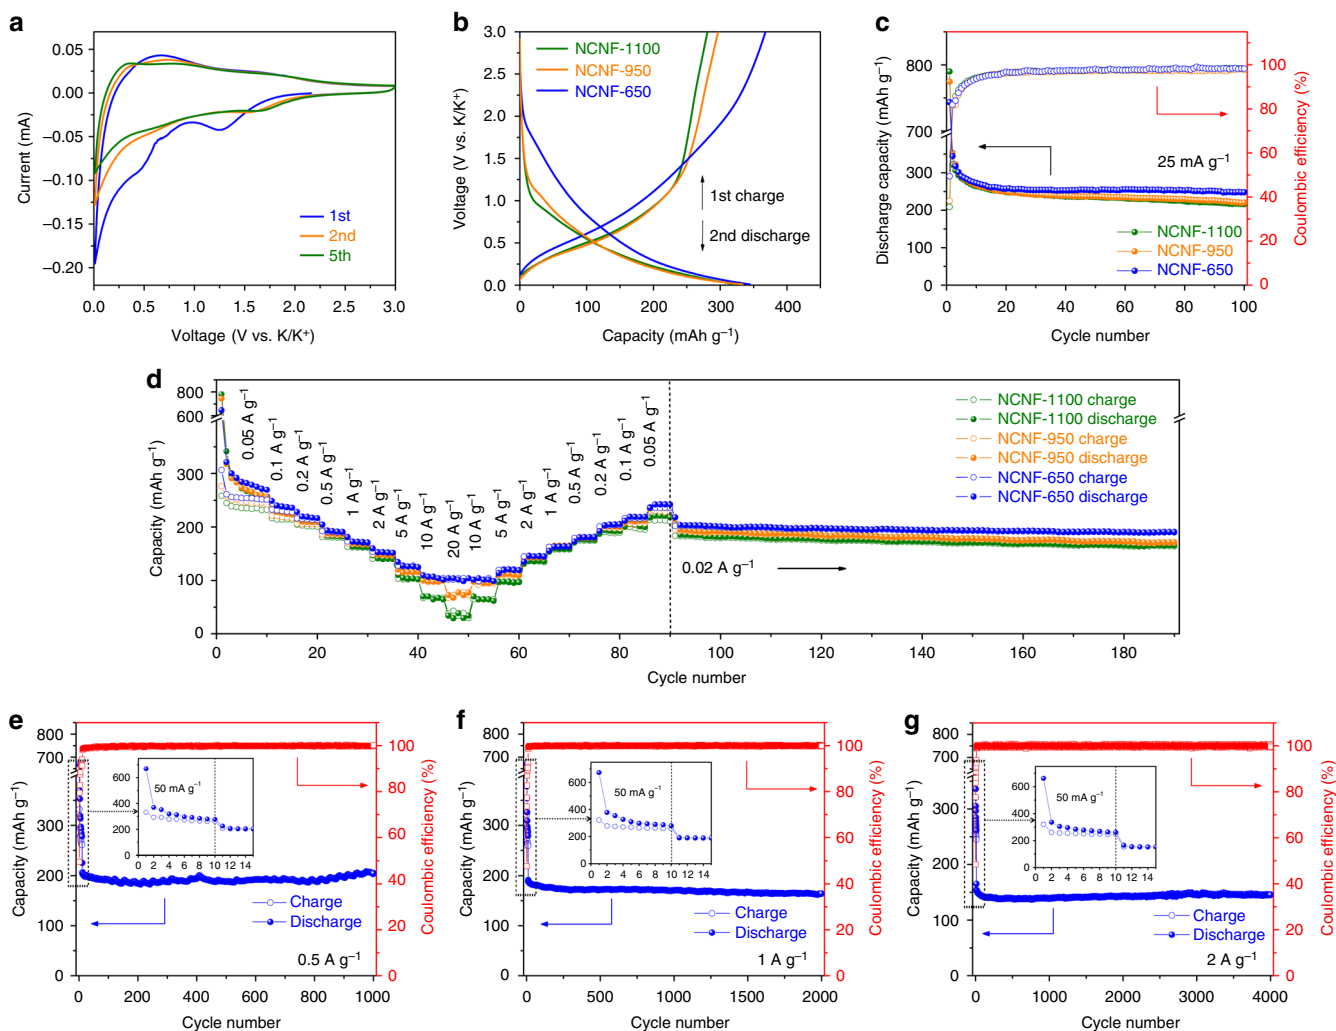 a
0.05
0.00
−0.05
−0.10
−0.15
−0.20
Current (mA)
1st
2nd
5th
0.0
0.5
1.0
1.5
2.0
2.5
3.0
Voltage (V vs. K/K⁺)
b
3.0
2.5
2.0
1.5
1.0
0.5
0.0
Voltage (V vs. K/K⁺)
NCNF-1100
NCNF-950
NCNF-650
1st charge
2nd discharge
0
100
200
300
400
Capacity (mAh g⁻¹)
c
800
700
300
200
100
0
Discharge capacity (mAh g⁻¹)
25 mA g⁻¹
NCNF-1100
NCNF-950
NCNF-650
100
80
60
40
20
0
Coulombic efficiency (%)
0
20
40
60
80
100
Cycle number
d
800
600
300
200
100
0
Capacity (mAh g⁻¹)
0.05 A g⁻¹
0.1 A g⁻¹
0.2 A g⁻¹
0.5 A g⁻¹
1 A g⁻¹
2 A g⁻¹
5 A g⁻¹
10 A g⁻¹
20 A g⁻¹
10 A g⁻¹
5 A g⁻¹
2 A g⁻¹
1 A g⁻¹
0.5 A g⁻¹
0.2 A g⁻¹
0.1 A g⁻¹
0.05 A g⁻¹
NCNF-1100 charge
NCNF-1100 discharge
NCNF-950 charge
NCNF-950 discharge
NCNF-650 charge
NCNF-650 discharge
0.02 A g⁻¹
0
20
40
60
80
100
120
140
160
180
Cycle number
e
800
700
300
200
100
0
Capacity (mAh g⁻¹)
600
400
200
0
50 mA g⁻¹
0 2 4 6 8 10 12 14
Charge
Discharge
0.5 A g⁻¹
100
80
60
40
20
0
Coulombic efficiency (%)
0
200
400
600
800
1000
Cycle number
f
800
700
300
200
100
0
Capacity (mAh g⁻¹)
600
400
200
0
50 mA g⁻¹
0 2 4 6 8 10 12 14
Charge
Discharge
1 A g⁻¹
100
80
60
40
20
0
Coulombic efficiency (%)
0
500
1000
1500
2000
Cycle number
g
800
700
300
200
100
0
Capacity (mAh g⁻¹)
600
400
200
0
50 mA g⁻¹
0 2 4 6 8 10 12 14
Charge
Discharge
2 A g⁻¹
100
80
60
40
20
0
Coulombic efficiency (%)
0
1000
2000
3000
4000
Cycle number